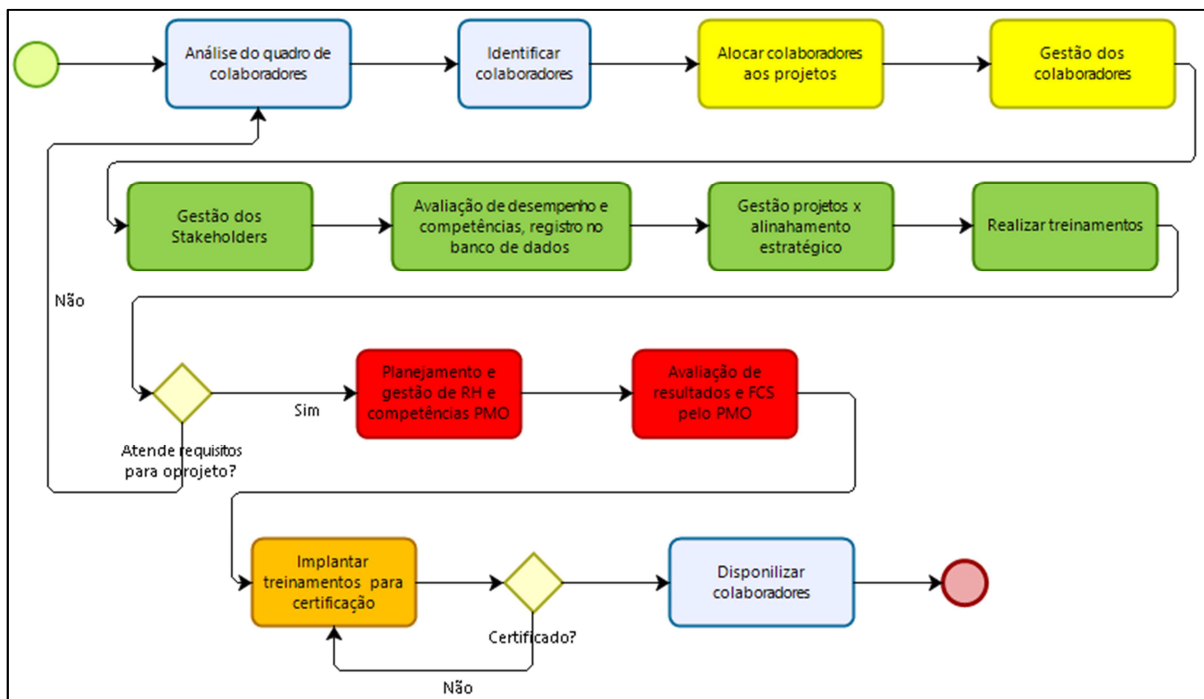 Análise do quadro de
colaboradores
Identificar
colaboradores
Alocar colaboradores
aos projetos
Gestão dos
colaboradores
Gestão dos
Stakeholders
Avaliação de desempenho e
competências, registro no
banco de dados
Gestão projetos x
alinahamento
estratégico
Realizar treinamentos
Não
Atende requisitos
para oprojeto?
Sim
Planejamento e
gestão de RH e
competências PMO
Avaliação de
resultados e FCS
pelo PMO
Implantar
treinamentos para
certificação
Certificado?
Não
Disponilizar
colaboradores